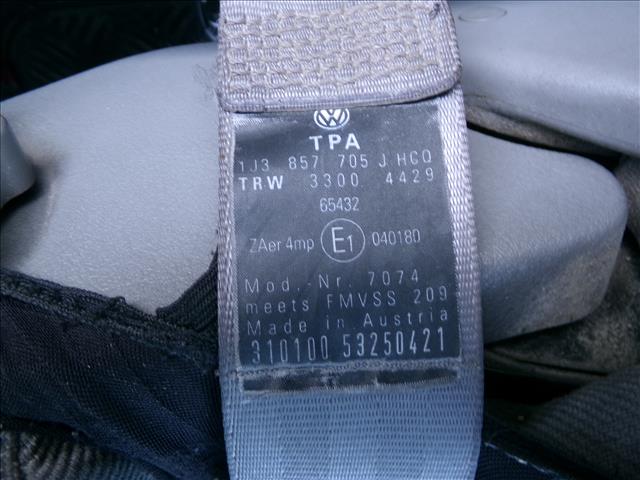 TPA
1J3 857 705 J HCQ
TRW 3300 4429
65432
ZAer 4mp E1 040180
Mod.-Nr. 7074
meets FMVSS 209
Made in Austria
310100 53250421